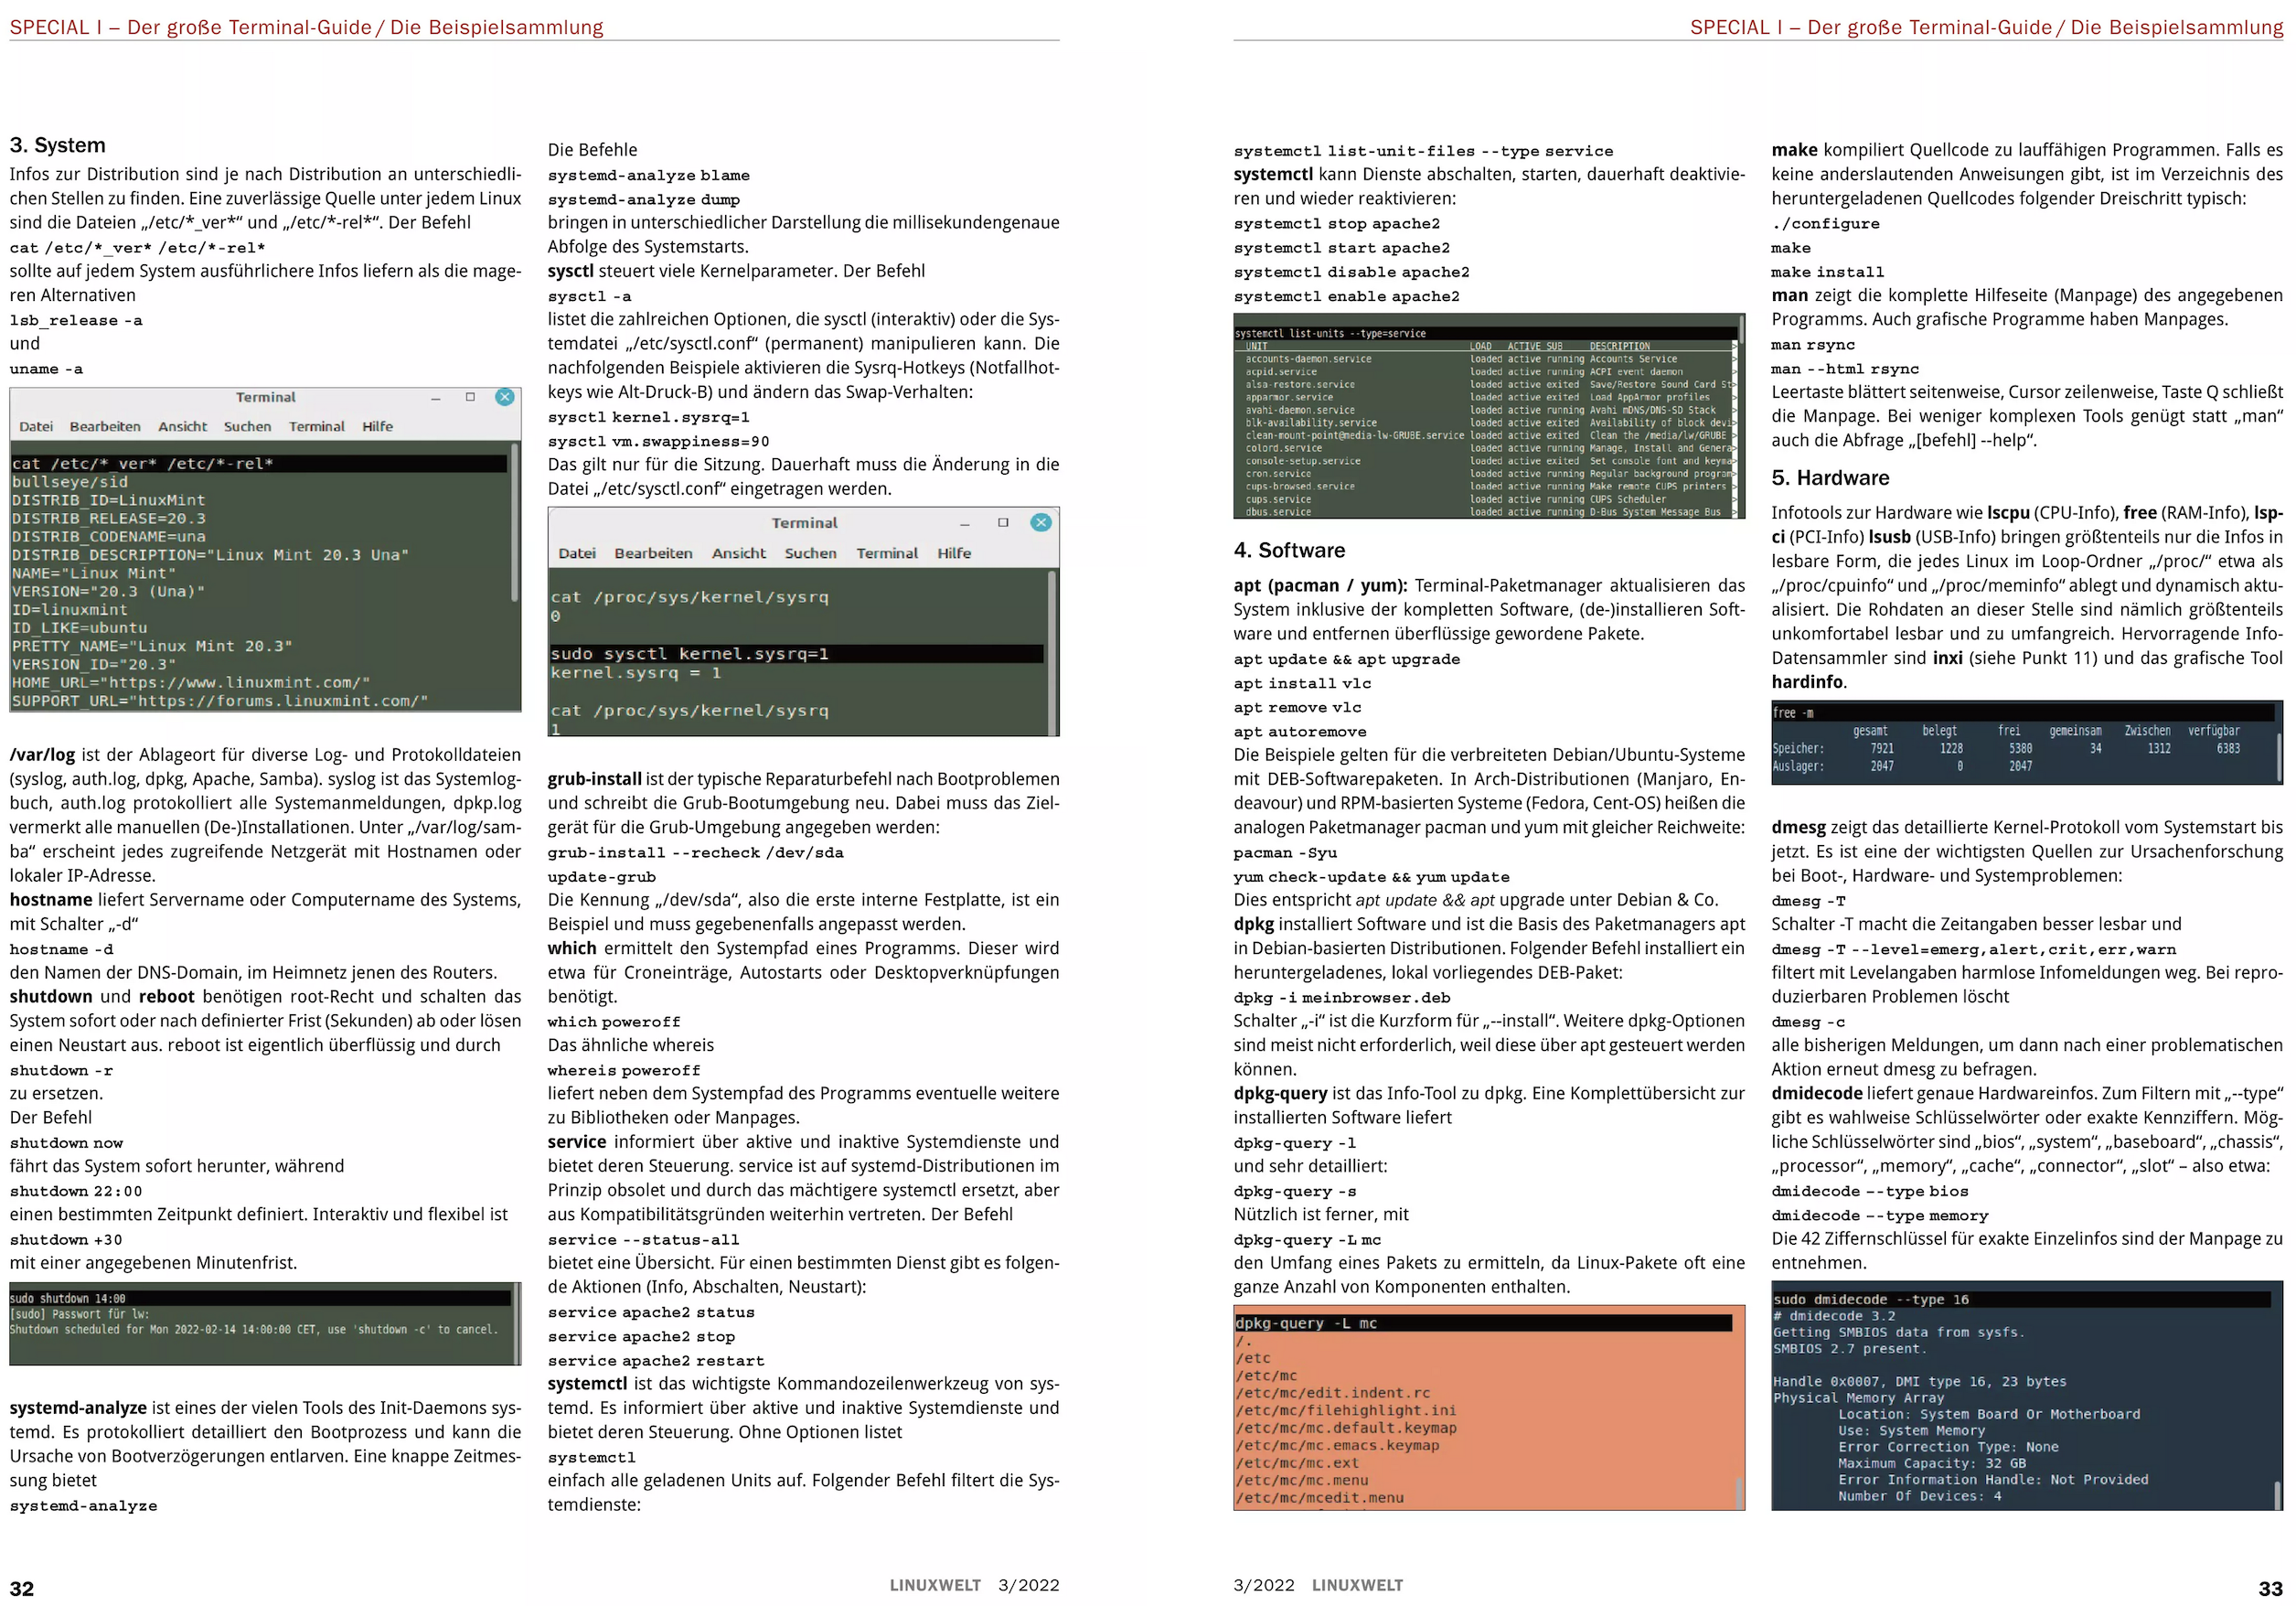 SPECIAL I – Der große Terminal-Guide / Die Beispielsammlung
3. System
Infos zur Distribution sind je nach Distribution an unterschiedli-
chen Stellen zu finden. Eine zuverlässige Quelle unter jedem Linux
sind die Dateien „/etc/*_ver*“ und „/etc/*-rel*“. Der Befehl
cat /etc/*_ver* /etc/*-rel*
sollte auf jedem System ausführlichere Infos liefern als die mage-
ren Alternativen
lsb_release -a
und
uname -a
Terminal
Datei Bearbeiten Ansicht Suchen Terminal Hilfe
cat /etc/*_ver* /etc/*-rel*
bullseye/sid
DISTRIB_ID=LinuxMint
DISTRIB_RELEASE=20.3
DISTRIB_CODENAME=una
DISTRIB_DESCRIPTION="Linux Mint 20.3 Una"
NAME="Linux Mint"
VERSION="20.3 (Una)"
ID=linuxmint
ID_LIKE=ubuntu
PRETTY_NAME="Linux Mint 20.3"
VERSION_ID="20.3"
HOME_URL="https://www.linuxmint.com/"
SUPPORT_URL="https://forums.linuxmint.com/"
/var/log ist der Ablageort für diverse Log- und Protokolldateien
(syslog, auth.log, dpkg, Apache, Samba). syslog ist das Systemlog-
buch, auth.log protokolliert alle Systemanmeldungen, dpkp.log
vermerkt alle manuellen (De-)Installationen. Unter „/var/log/sam-
ba“ erscheint jedes zugreifende Netzgerät mit Hostnamen oder
lokaler IP-Adresse.
hostname liefert Servername oder Computername des Systems,
mit Schalter „-d“
hostname -d
den Namen der DNS-Domain, im Heimnetz jenen des Routers.
shutdown und reboot benötigen root-Recht und schalten das
System sofort oder nach definierter Frist (Sekunden) ab oder lösen
einen Neustart aus. reboot ist eigentlich überflüssig und durch
shutdown -r
zu ersetzen.
Der Befehl
shutdown now
fährt das System sofort herunter, während
shutdown 22:00
einen bestimmten Zeitpunkt definiert. Interaktiv und flexibel ist
shutdown +30
mit einer angegebenen Minutenfrist.
sudo shutdown 14:00
[sudo] Passwort für lw:
Shutdown scheduled for Mon 2022-02-14 14:00:00 CET, use 'shutdown -c' to cancel.
systemd-analyze ist eines der vielen Tools des Init-Daemons sys-
temd. Es protokolliert detailliert den Bootprozess und kann die
Ursache von Bootverzögerungen entlarven. Eine knappe Zeitmes-
sung bietet
systemd-analyze
Die Befehle
systemd-analyze blame
systemd-analyze dump
bringen in unterschiedlicher Darstellung die millisekundengenaue
Abfolge des Systemstarts.
sysctl steuert viele Kernelparameter. Der Befehl
sysctl -a
listet die zahlreichen Optionen, die sysctl (interaktiv) oder die Sys-
temdatei „/etc/sysctl.conf“ (permanent) manipulieren kann. Die
nachfolgenden Beispiele aktivieren die Sysrq-Hotkeys (Notfallhot-
keys wie Alt-Druck-B) und ändern das Swap-Verhalten:
sysctl kernel.sysrq=1
sysctl vm.swappiness=90
Das gilt nur für die Sitzung. Dauerhaft muss die Änderung in die
Datei „/etc/sysctl.conf“ eingetragen werden.
Terminal
Datei Bearbeiten Ansicht Suchen Terminal Hilfe
cat /proc/sys/kernel/sysrq
0
sudo sysctl kernel.sysrq=1
kernel.sysrq = 1
cat /proc/sys/kernel/sysrq
1
grub-install ist der typische Reparaturbefehl nach Bootproblemen
und schreibt die Grub-Bootumgebung neu. Dabei muss das Ziel-
gerät für die Grub-Umgebung angegeben werden:
grub-install --recheck /dev/sda
update-grub
Die Kennung „/dev/sda“, also die erste interne Festplatte, ist ein
Beispiel und muss gegebenenfalls angepasst werden.
which ermittelt den Systempfad eines Programms. Dieser wird
etwa für Croneinträge, Autostarts oder Desktopverknüpfungen
benötigt.
which poweroff
Das ähnliche whereis
whereis poweroff
liefert neben dem Systempfad des Programms eventuelle weitere
zu Bibliotheken oder Manpages.
service informiert über aktive und inaktive Systemdienste und
bietet deren Steuerung. service ist auf systemd-Distributionen im
Prinzip obsolet und durch das mächtigere systemctl ersetzt, aber
aus Kompatibilitätsgründen weiterhin vertreten. Der Befehl
service --status-all
bietet eine Übersicht. Für einen bestimmten Dienst gibt es folgen-
de Aktionen (Info, Abschalten, Neustart):
service apache2 status
service apache2 stop
service apache2 restart
systemctl ist das wichtigste Kommandozeilenwerkzeug von sys-
temd. Es informiert über aktive und inaktive Systemdienste und
bietet deren Steuerung. Ohne Optionen listet
systemctl
einfach alle geladenen Units auf. Folgender Befehl filtert die Sys-
temdienste:
32
LINUXWELT 3/2022
SPECIAL I – Der große Terminal-Guide / Die Beispielsammlung
systemctl list-unit-files --type service
systemctl kann Dienste abschalten, starten, dauerhaft deaktivie-
ren und wieder reaktivieren:
systemctl stop apache2
systemctl start apache2
systemctl disable apache2
systemctl enable apache2
systemctl list-units --type=service
UNIT LOAD ACTIVE SUB DESCRIPTION
accounts-daemon.service loaded active running Accounts Service
acpid.service loaded active running ACPI event daemon
alsa-restore.service loaded active exited Save/Restore Sound Card St>
apparmor.service loaded active exited Load AppArmor profiles
avahi-daemon.service loaded active running Avahi mDNS/DNS-SD Stack
blk-availability.service loaded active exited Availability of block devi>
clean-mount-point@media-lw-GRUBE.service loaded active exited Clean the /media/lw/GRUBE
colord.service loaded active running Manage, Install and Genera>
console-setup.service loaded active exited Set console font and keyma>
cron.service loaded active running Regular background program>
cups-browsed.service loaded active running Make remote CUPS printers
cups.service loaded active running CUPS Scheduler
dbus.service loaded active running D-Bus System Message Bus
4. Software
apt (pacman / yum): Terminal-Paketmanager aktualisieren das
System inklusive der kompletten Software, (de-)installieren Soft-
ware und entfernen überflüssige gewordene Pakete.
apt update && apt upgrade
apt install vlc
apt remove vlc
apt autoremove
Die Beispiele gelten für die verbreiteten Debian/Ubuntu-Systeme
mit DEB-Softwarepaketen. In Arch-Distributionen (Manjaro, En-
deavour) und RPM-basierten Systeme (Fedora, Cent-OS) heißen die
analogen Paketmanager pacman und yum mit gleicher Reichweite:
pacman -Syu
yum check-update && yum update
Dies entspricht apt update && apt upgrade unter Debian & Co.
dpkg installiert Software und ist die Basis des Paketmanagers apt
in Debian-basierten Distributionen. Folgender Befehl installiert ein
heruntergeladenes, lokal vorliegendes DEB-Paket:
dpkg -i meinbrowser.deb
Schalter „-i“ ist die Kurzform für „--install“. Weitere dpkg-Optionen
sind meist nicht erforderlich, weil diese über apt gesteuert werden
können.
dpkg-query ist das Info-Tool zu dpkg. Eine Komplettübersicht zur
installierten Software liefert
dpkg-query -l
und sehr detailliert:
dpkg-query -s
Nützlich ist ferner, mit
dpkg-query -L mc
den Umfang eines Pakets zu ermitteln, da Linux-Pakete oft eine
ganze Anzahl von Komponenten enthalten.
dpkg-query -L mc
/.
/etc
/etc/mc
/etc/mc/edit.indent.rc
/etc/mc/filehighlight.ini
/etc/mc/mc.default.keymap
/etc/mc/mc.emacs.keymap
/etc/mc/mc.ext
/etc/mc/mc.menu
/etc/mc/mcedit.menu
make kompiliert Quellcode zu lauffähigen Programmen. Falls es
keine anderslautenden Anweisungen gibt, ist im Verzeichnis des
heruntergeladenen Quellcodes folgender Dreischritt typisch:
./configure
make
make install
man zeigt die komplette Hilfeseite (Manpage) des angegebenen
Programms. Auch grafische Programme haben Manpages.
man rsync
man --html rsync
Leertaste blättert seitenweise, Cursor zeilenweise, Taste Q schließt
die Manpage. Bei weniger komplexen Tools genügt statt „man“
auch die Abfrage „[befehl] --help“.
5. Hardware
Infotools zur Hardware wie lscpu (CPU-Info), free (RAM-Info), lsp-
ci (PCI-Info) lsusb (USB-Info) bringen größtenteils nur die Infos in
lesbare Form, die jedes Linux im Loop-Ordner „/proc/“ etwa als
„/proc/cpuinfo“ und „/proc/meminfo“ ablegt und dynamisch aktu-
alisiert. Die Rohdaten an dieser Stelle sind nämlich größtenteils
unkomfortabel lesbar und zu umfangreich. Hervorragende Info-
Datensammler sind inxi (siehe Punkt 11) und das grafische Tool
hardinfo.
free -m
gesamt belegt frei gemeinsam Zwischen verfügbar
Speicher: 7921 1228 5380 34 1312 6383
Auslager: 2047 0 2047
dmesg zeigt das detaillierte Kernel-Protokoll vom Systemstart bis
jetzt. Es ist eine der wichtigsten Quellen zur Ursachenforschung
bei Boot-, Hardware- und Systemproblemen:
dmesg -T
Schalter -T macht die Zeitangaben besser lesbar und
dmesg -T --level=emerg,alert,crit,err,warn
filtert mit Levelangaben harmlose Infomeldungen weg. Bei repro-
duzierbaren Problemen löscht
dmesg -c
alle bisherigen Meldungen, um dann nach einer problematischen
Aktion erneut dmesg zu befragen.
dmidecode liefert genaue Hardwareinfos. Zum Filtern mit „--type“
gibt es wahlweise Schlüsselwörter oder exakte Kennziffern. Mög-
liche Schlüsselwörter sind „bios“, „system“, „baseboard“, „chassis“,
„processor“, „memory“, „cache“, „connector“, „slot“ – also etwa:
dmidecode --type bios
dmidecode --type memory
Die 42 Ziffernschlüssel für exakte Einzelinfos sind der Manpage zu
entnehmen.
sudo dmidecode --type 16
# dmidecode 3.2
Getting SMBIOS data from sysfs.
SMBIOS 2.7 present.
Handle 0x0007, DMI type 16, 23 bytes
Physical Memory Array
Location: System Board Or Motherboard
Use: System Memory
Error Correction Type: None
Maximum Capacity: 32 GB
Error Information Handle: Not Provided
Number Of Devices: 4
3/2022 LINUXWELT
33